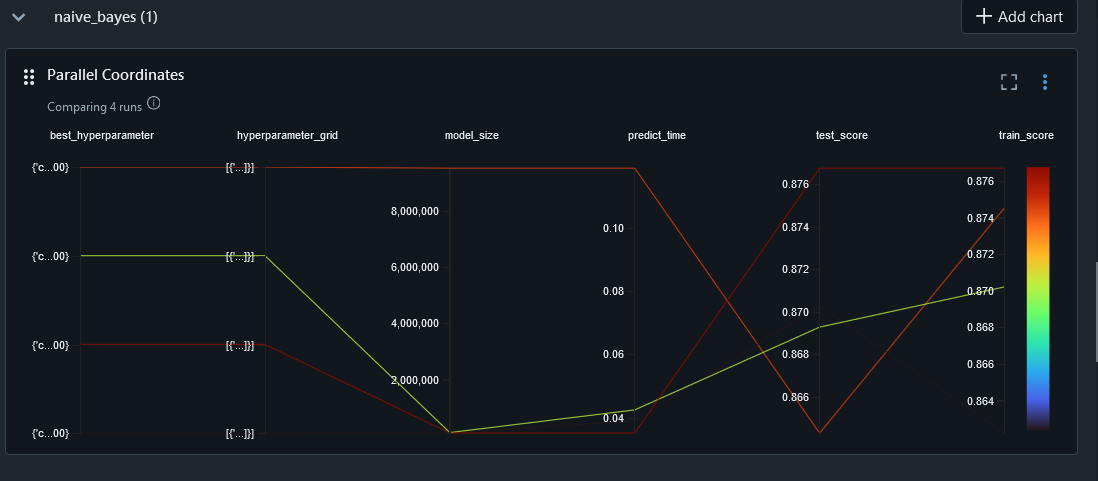 naive_bayes (1)
Add chart
Parallel Coordinates
Comparing 4 runs
best_hyperparameter hyperparameter_grid model_size predict_time test_score train_score
{'c...00} [{'...]}]
{'c...00} [{'...]}]
{'c...00} [{'...]}]
{'c...00} [{'...]}]
8,000,000
6,000,000
4,000,000
2,000,000
0.10
0.08
0.06
0.04
0.876
0.874
0.872
0.870
0.868
0.866
0.876
0.874
0.872
0.870
0.868
0.866
0.864